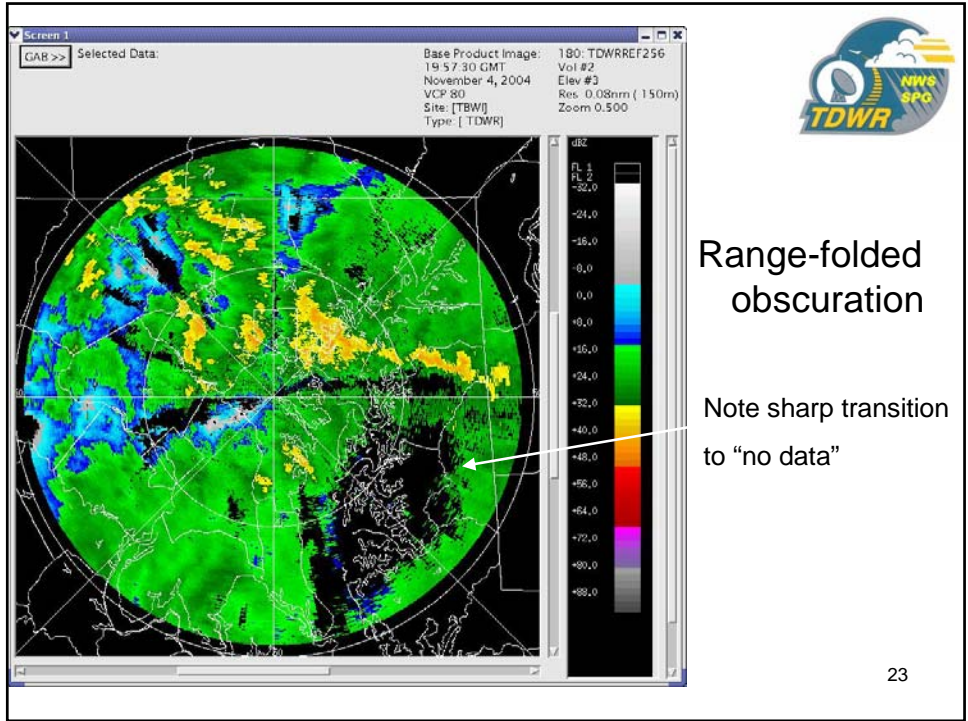 Screen 1
GAB >> Selected Data:
Base Product Image:
19:57:30 GMT
November 4, 2004
VCP 80
Site: [TBWI]
Type: [ TDWR]
180: TDWRREF256
Vol #2
Elev #3
Res 0.08nm ( 150m)
Zoom 0.500
dBZ
FL 1
FL 2
-32.0
-24.0
-16.0
-8.0
0.0
+8.0
+16.0
+24.0
+32.0
+40.0
+48.0
+56.0
+64.0
+72.0
+80.0
+88.0
NWS
SPG
TDWR
Range-folded
obscuration
Note sharp transition
to “no data”
23